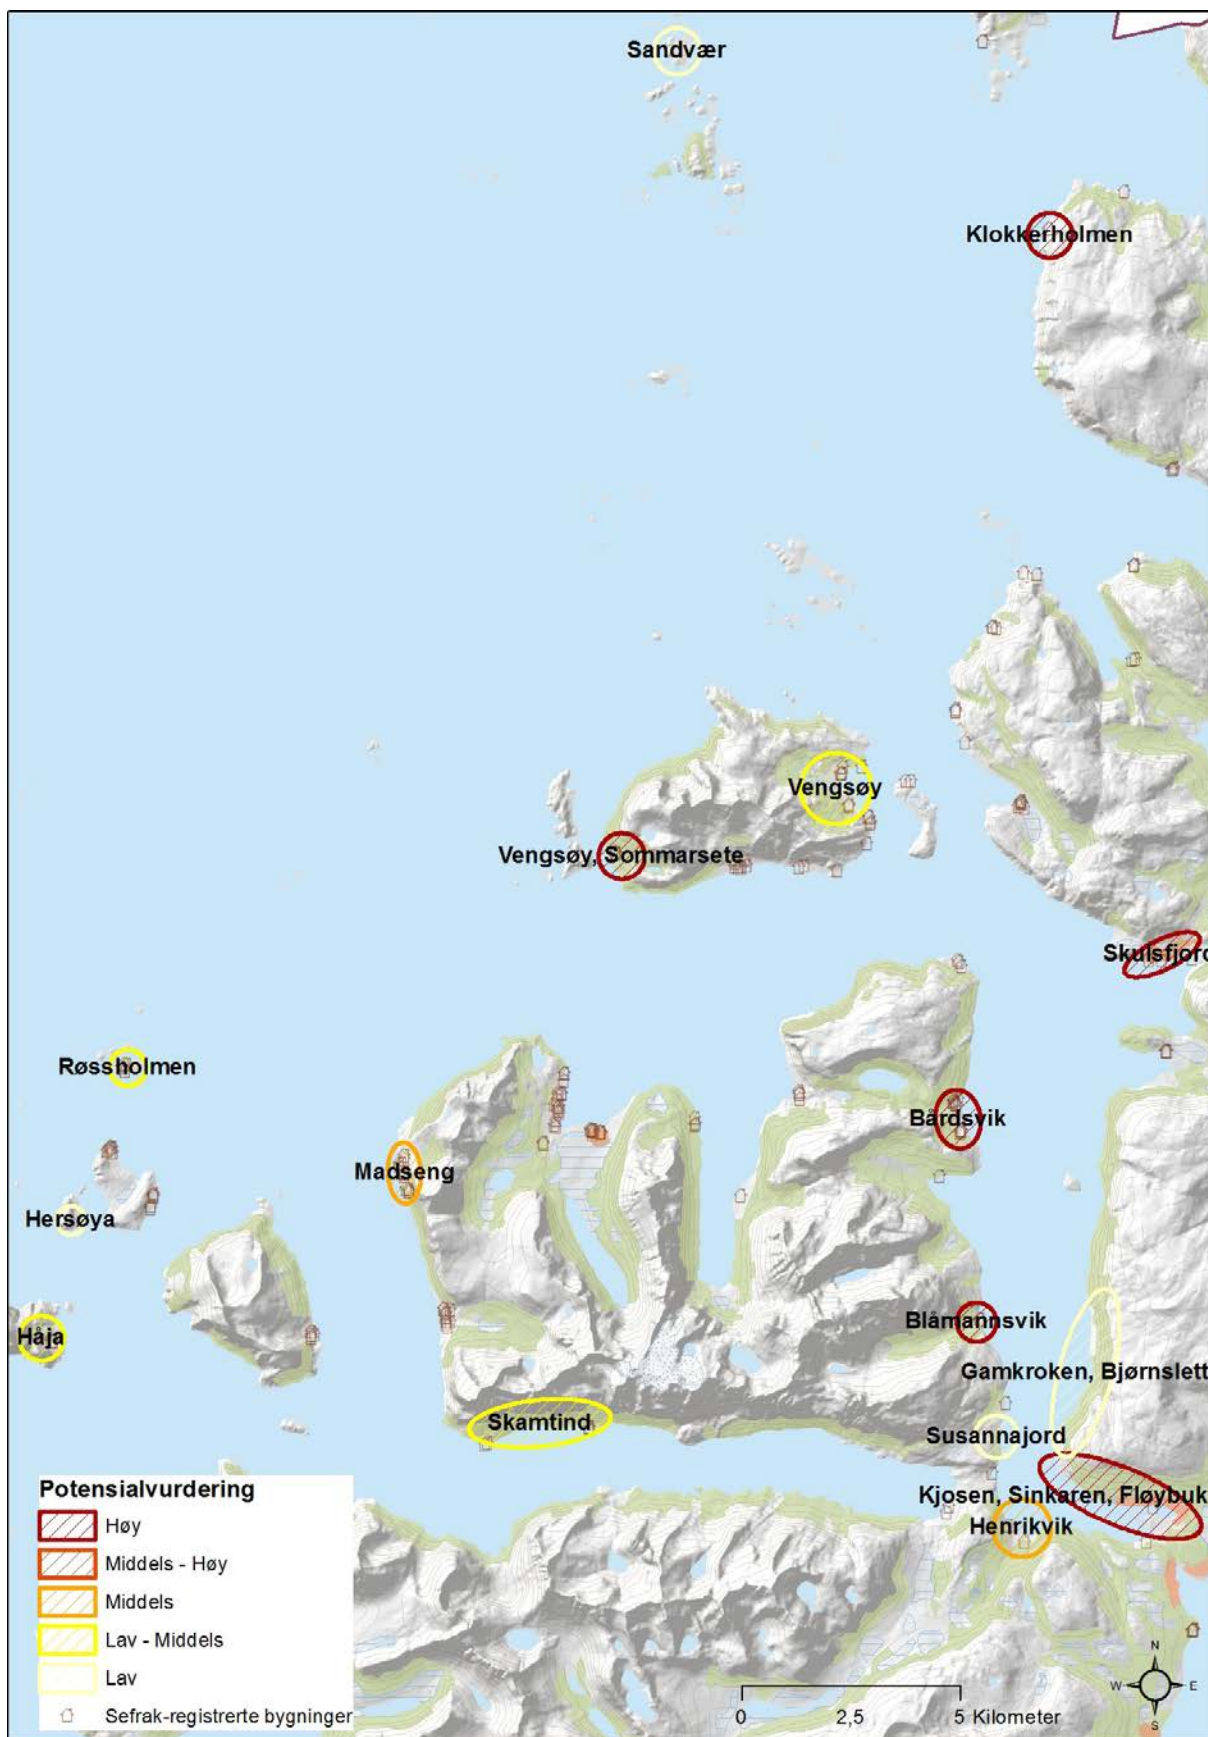 Sandvær
Klokkerholmen
Vengsøy
Vengsøy, Sommarsete
Skulsfjord
Røssholmen
Bårdsvik
Madseng
Hersøya
Blåmannsvik
Håja
Gamkroken, Bjørnslett
Skamtind
Susannajord
Kjosen, Sinkaren, Fløybuk
Henrikvik
Potensialvurdering
Høy
Middels - Høy
Middels
Lav - Middels
Lav
Sefrak-registrerte bygninger
N
W E
S
0 2,5 5 Kilometer